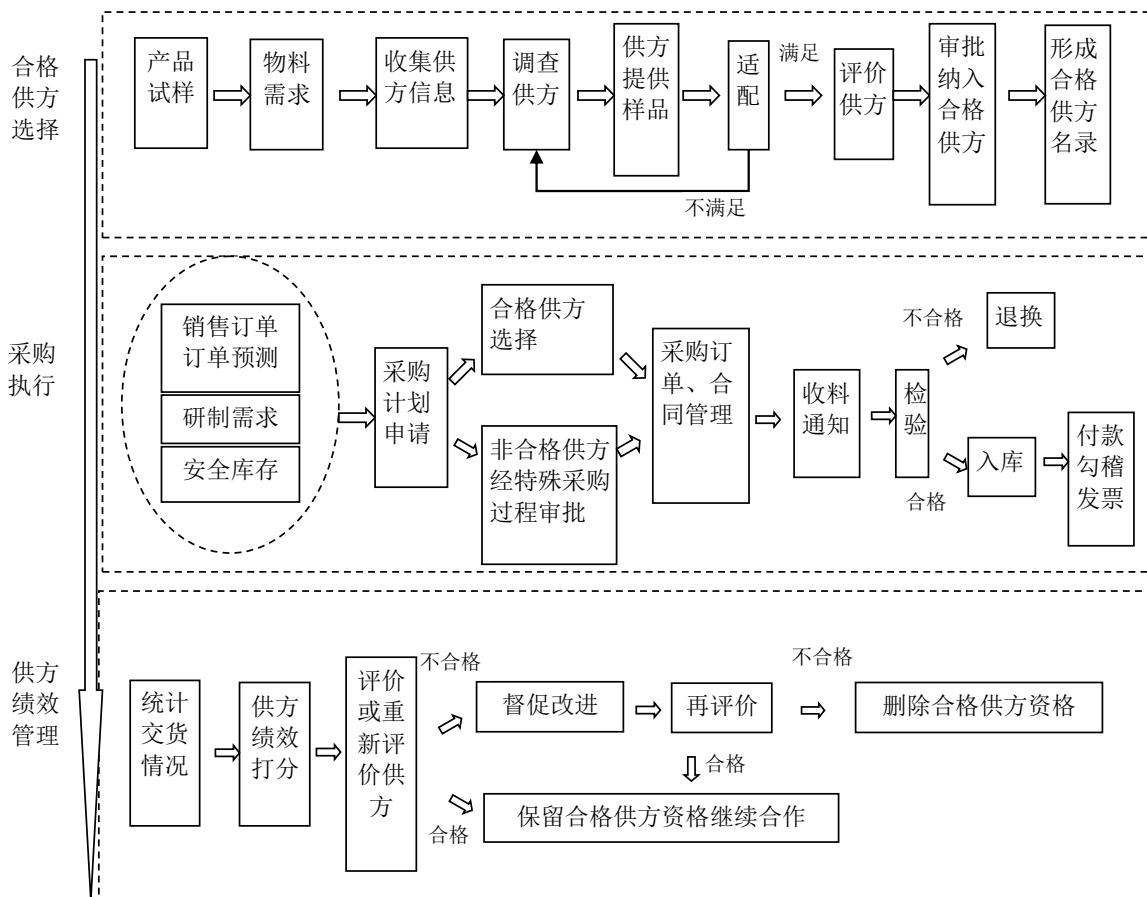 合格
供方
选择
产品
试样
物料
需求
收集供
方信息
调查
供方
供方
提供
样品
适
配
满足
不满足
评价
供方
审批
纳入
合格
供方
形成
合格
供方
名录
采购
执行
销售订单
订单预测
研制需求
安全库存
采购
计划
申请
合格供方
选择
非合格供方
经特殊采购
过程审批
采购订
单、合
同管理
收料
通知
检
验
不合格
退换
合格
入库
付款
勾稽
发票
供方
绩效
管理
统计
交货
情况
供方
绩效
打分
评价
或重
新评
价供
方
不合格
督促改进
再评价
不合格
删除合格供方资格
合格
合格
保留合格供方资格继续合作